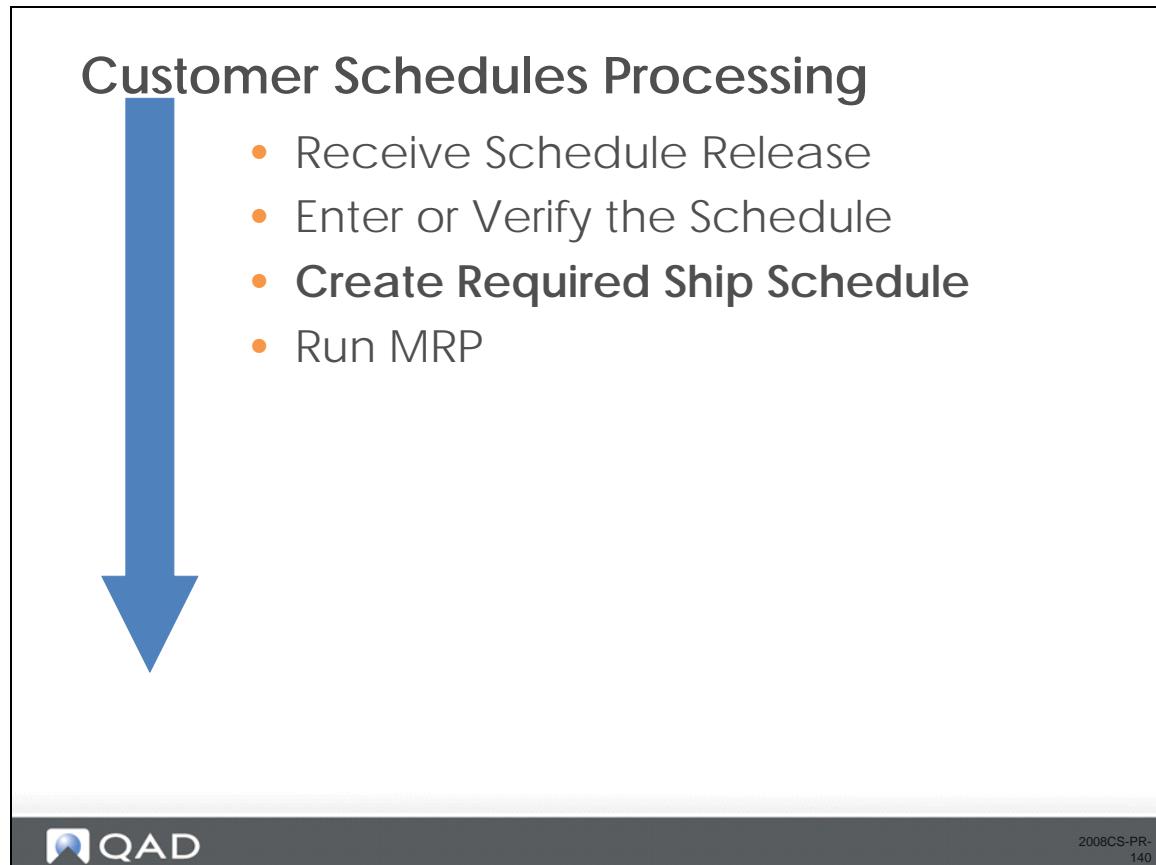 Customer Schedules Processing
• Receive Schedule Release
• Enter or Verify the Schedule
• Create Required Ship Schedule
• Run MRP
QAD
2008CS-PR-
140